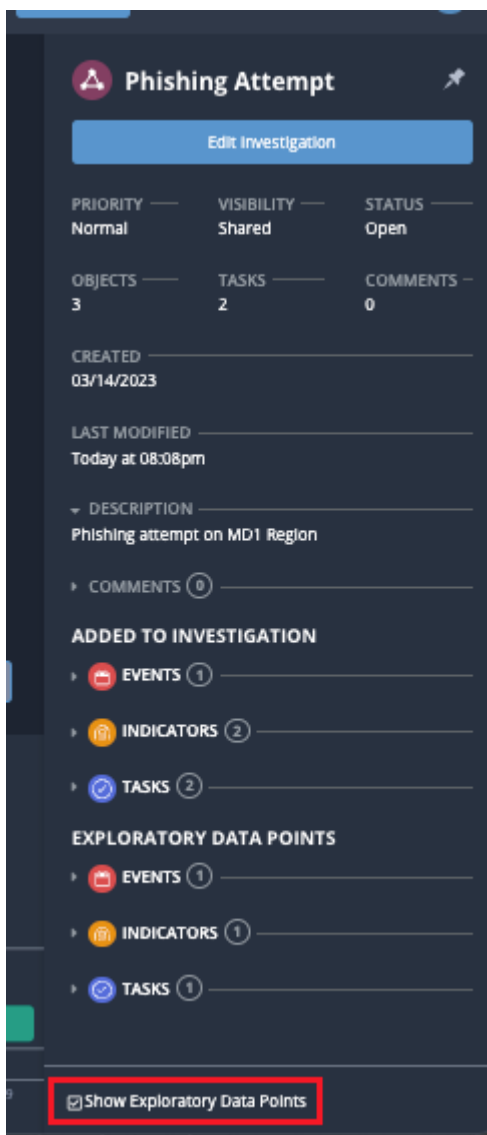 Phishing Attempt
Edit Investigation
PRIORITY VISIBILITY STATUS
Normal Shared Open
OBJECTS TASKS COMMENTS
3 2 0
CREATED
03/14/2023
LAST MODIFIED
Today at 08:08pm
DESCRIPTION
Phishing attempt on MD1 Region
COMMENTS 0
ADDED TO INVESTIGATION
EVENTS 1
INDICATORS 2
TASKS 2
EXPLORATORY DATA POINTS
EVENTS 1
INDICATORS 1
TASKS 1
9
Show Exploratory Data Points